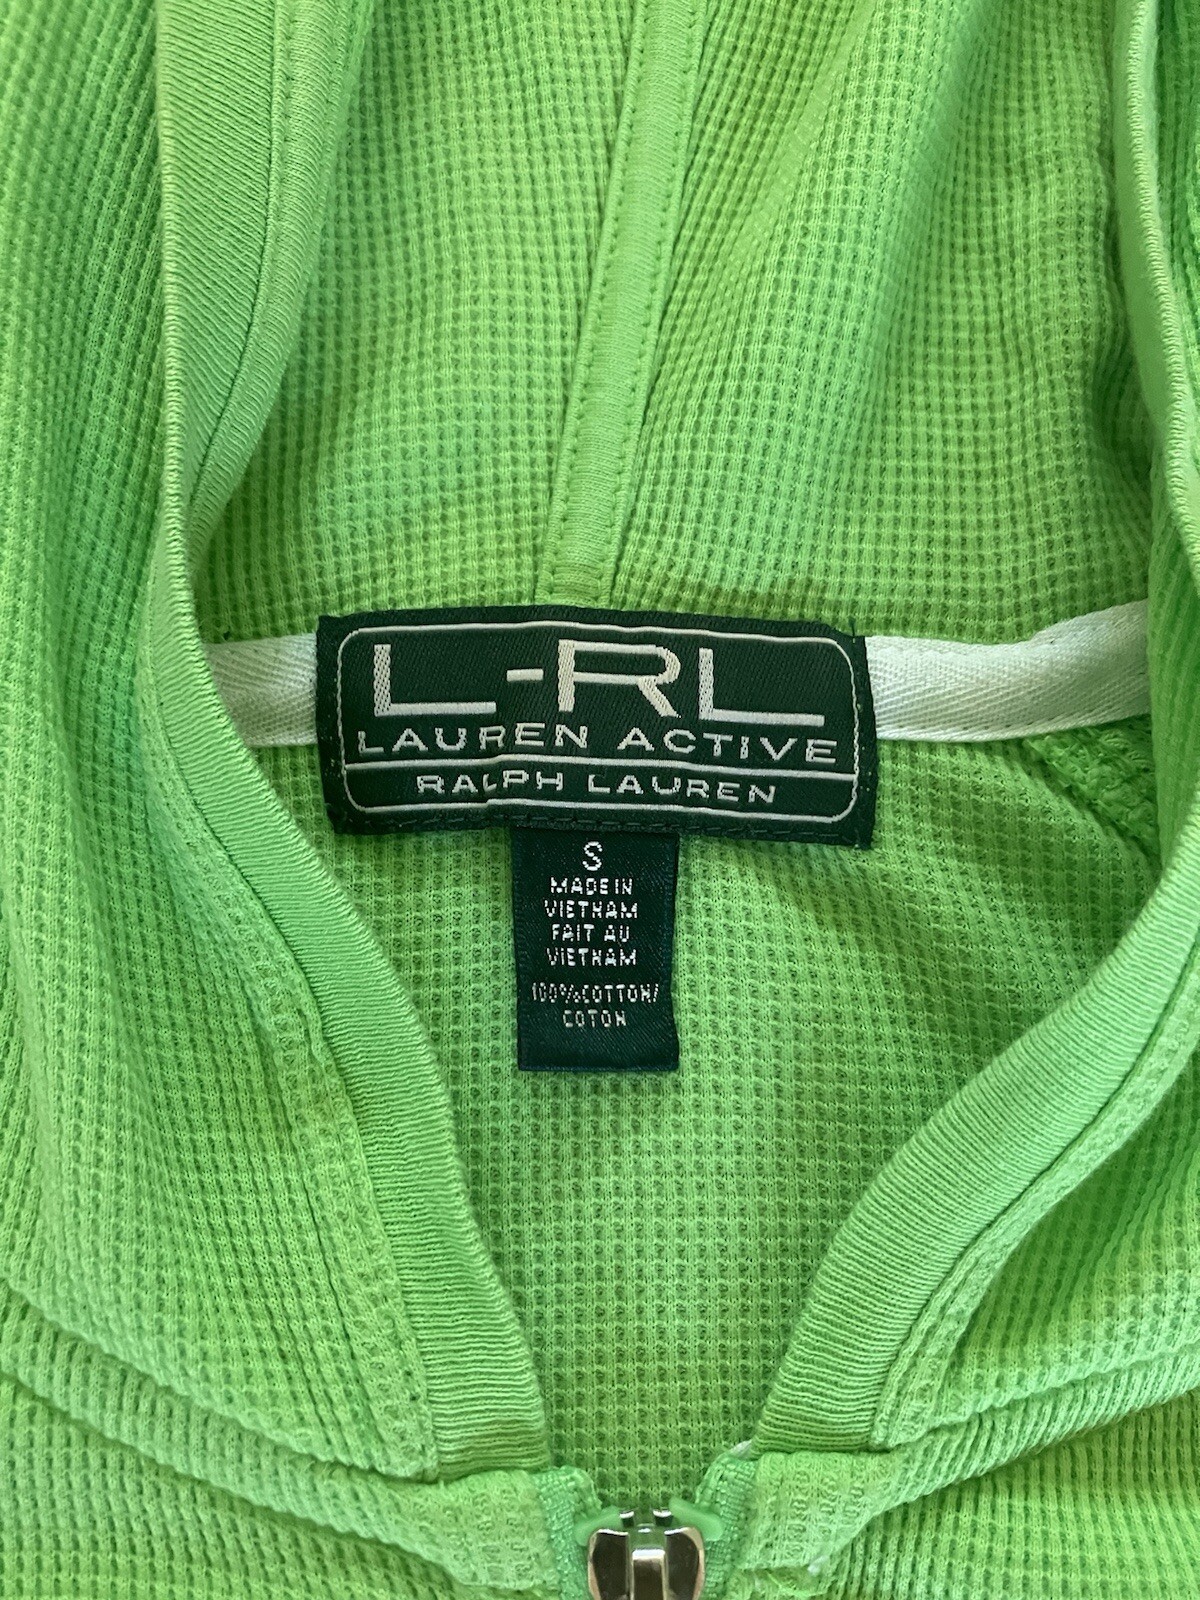 L-RL
LAUREN ACTIVE
RALPH LAUREN
S
MADE IN
VIETNAM
FAIT AU
VIETNAM
100%COTTON/
COTON